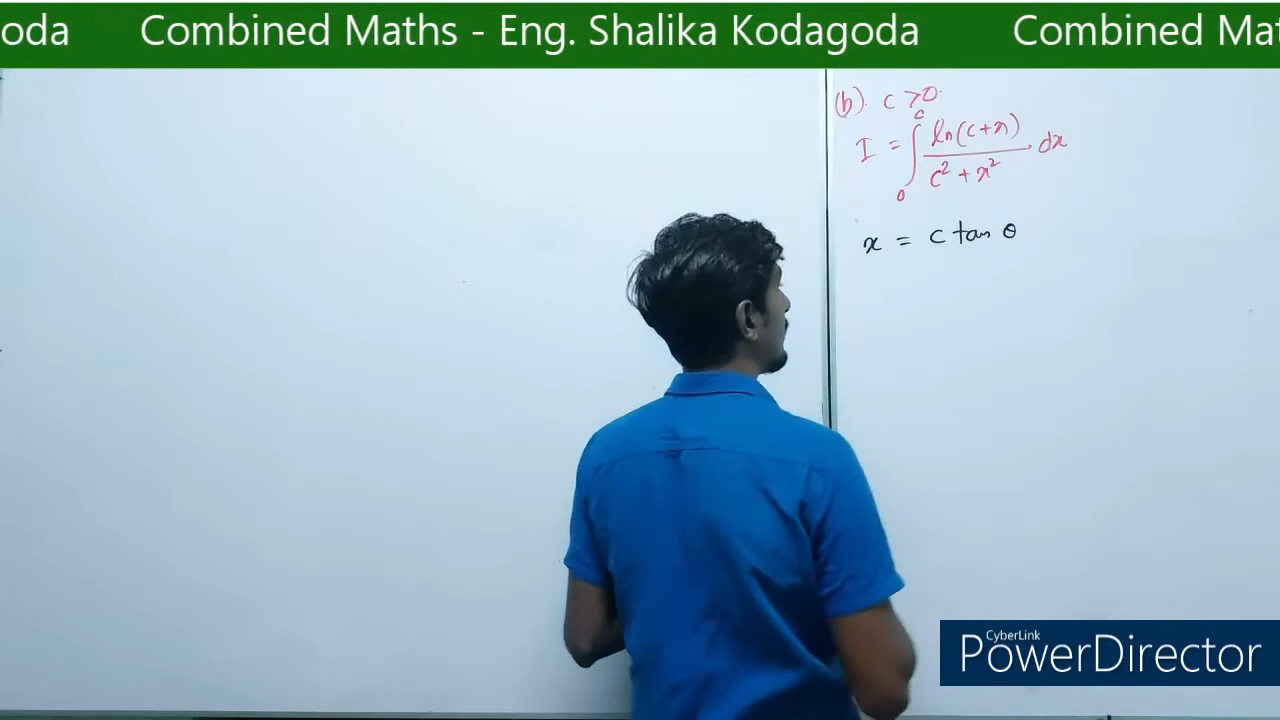 oda Combined Maths - Eng. Shalika Kodagoda Combined Mat
(b). c > 0.
I = ∫₀ᶜ ln(c+x) / c² + x² dx
x = c tan θ
CyberLink
PowerDirector